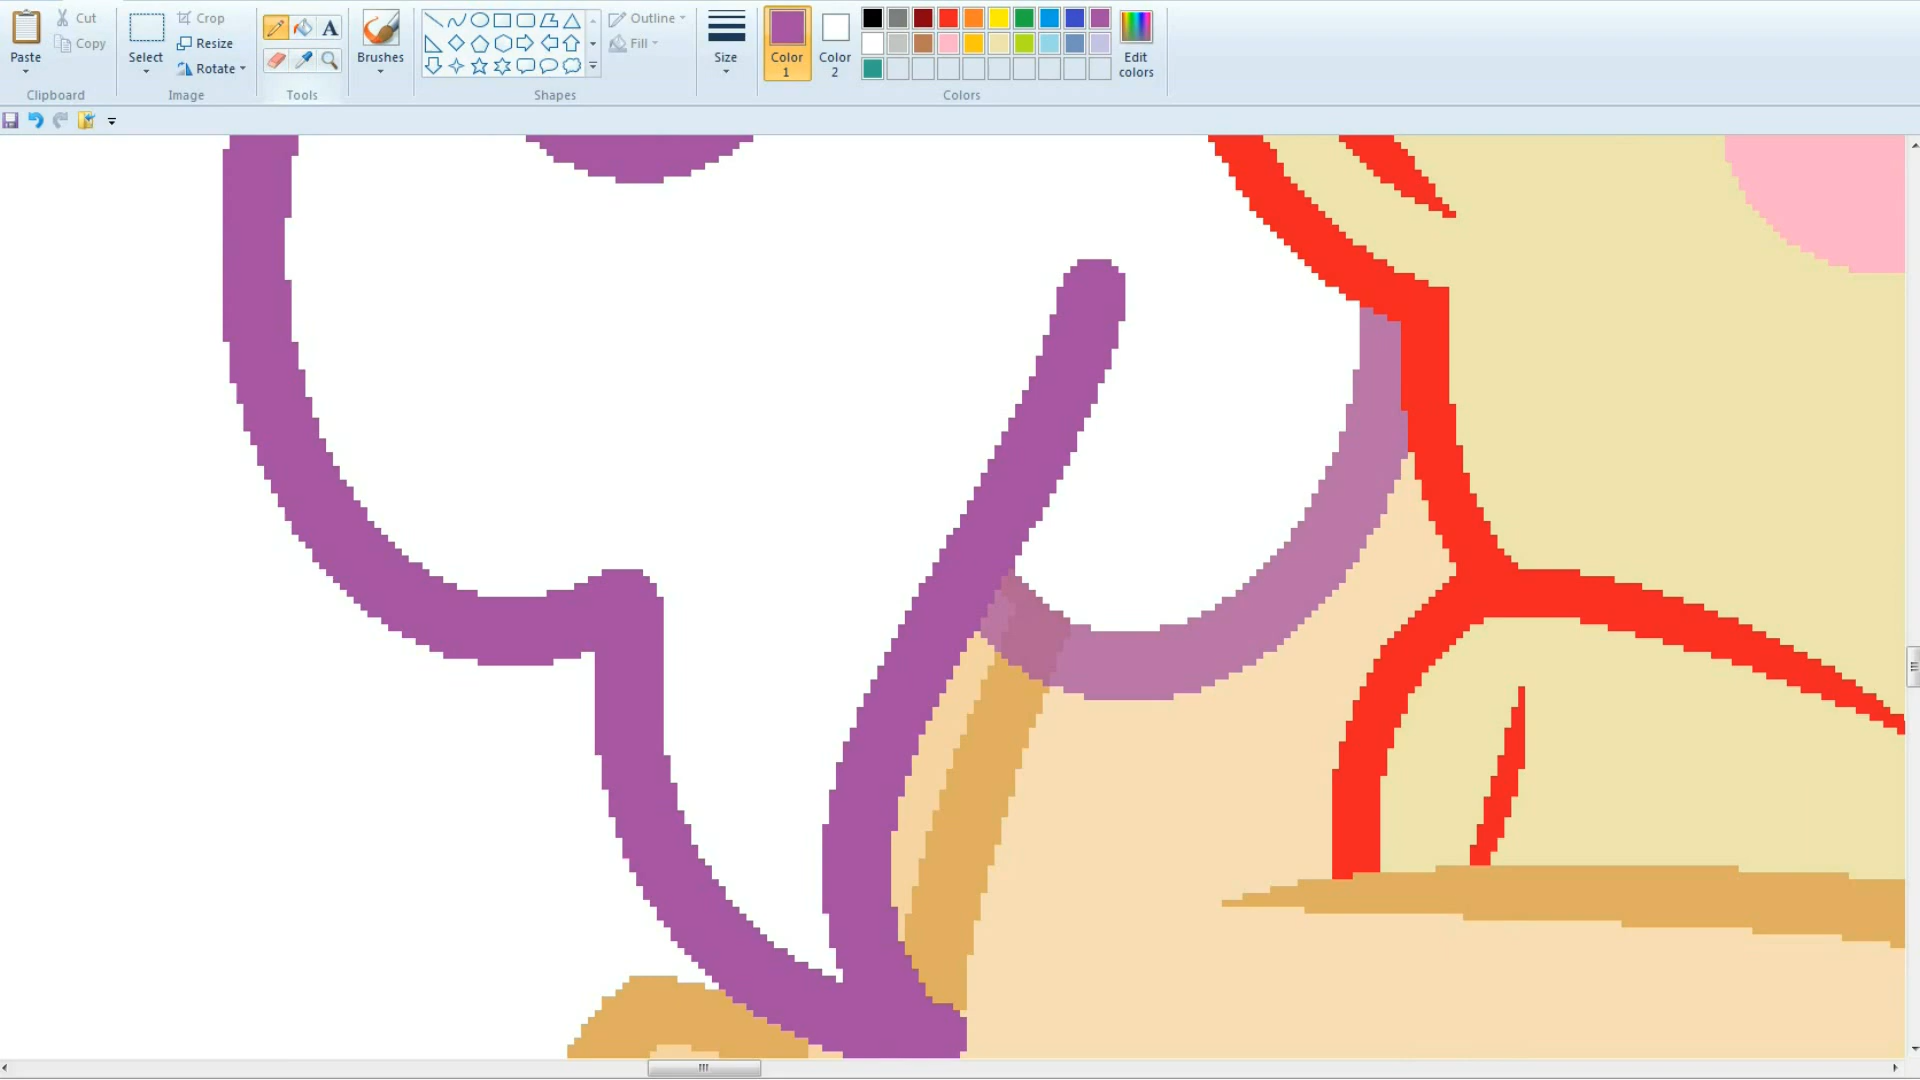 Paste
Cut
Copy
Clipboard
Select
Crop
Resize
Rotate
Image
A
Tools
Brushes
Outline
Fill
Shapes
Size
Color
1
Color
2
Edit
colors
Colors